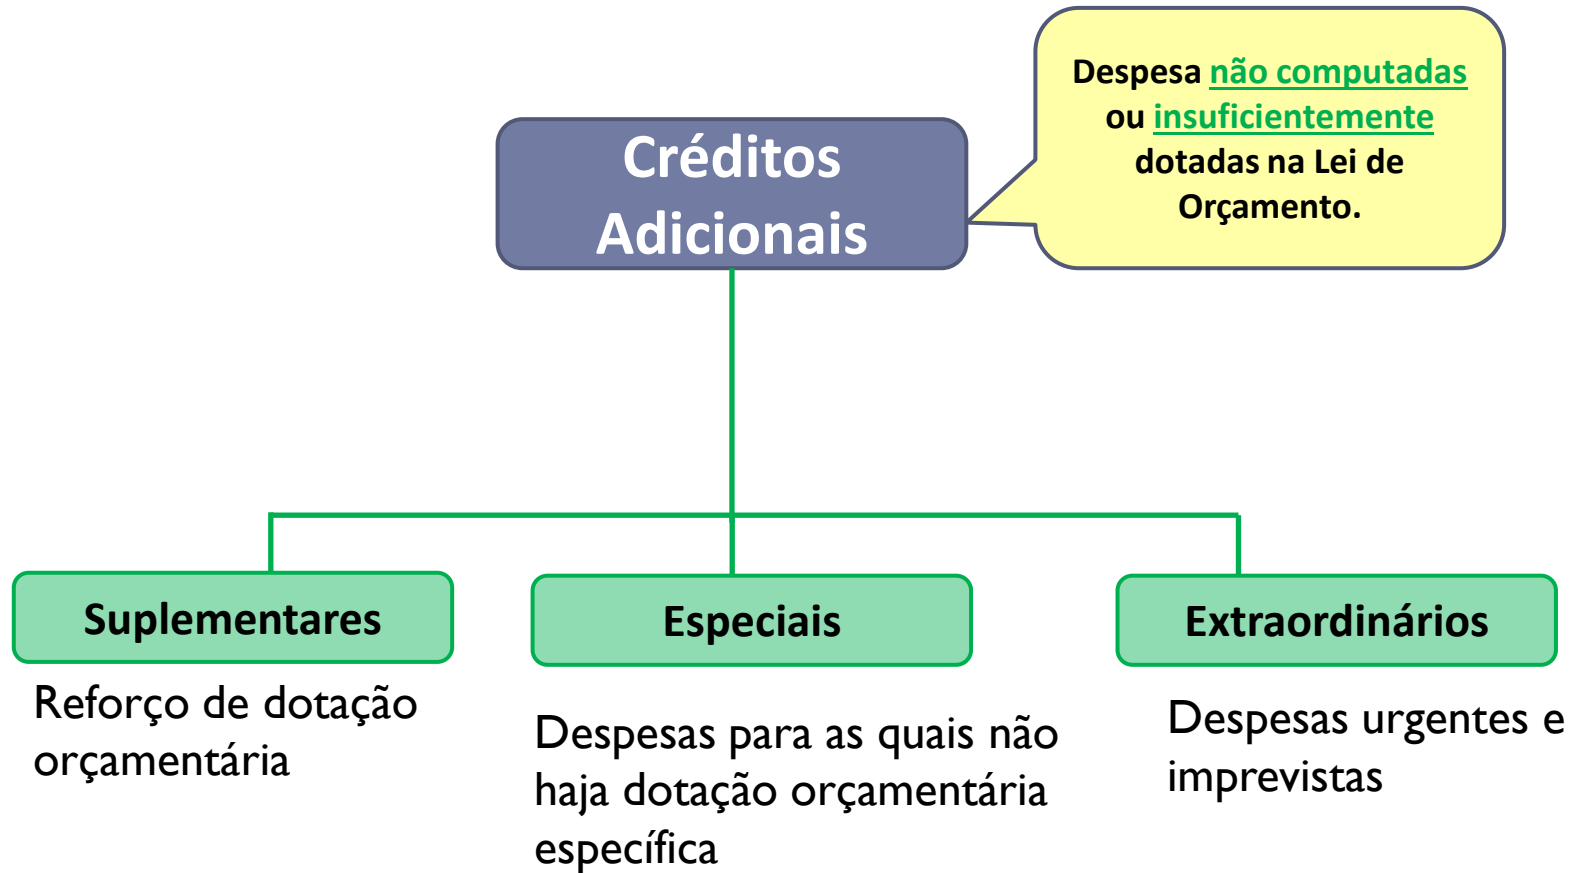 Despesa não computadas
ou insuficientemente
dotadas na Lei de
Orçamento.
Créditos
Adicionais
Suplementares
Reforço de dotação
orçamentária
Especiais
Despesas para as quais não
haja dotação orçamentária
específica
Extraordinários
Despesas urgentes e
imprevistas